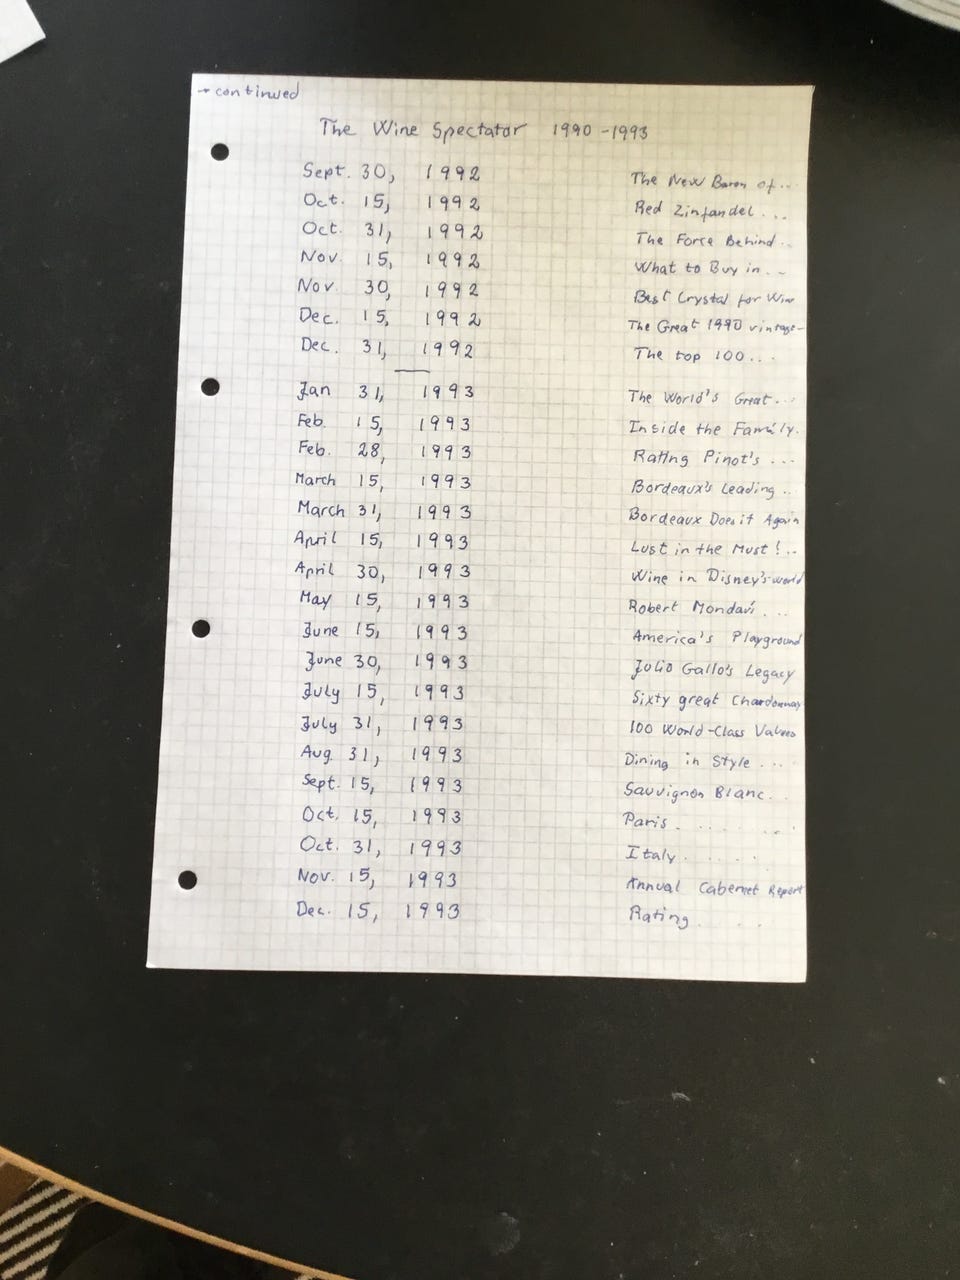 → continued
The Wine Spectator 1990-1993
Sept. 30, 1992 The New Baron of...
Oct. 15, 1992 Red Zinfandel...
Oct. 31, 1992 The Force Behind..
Nov. 15, 1992 What to Buy in...
Nov. 30, 1992 Best Crystal for Wine
Dec. 15, 1992 The Great 1990 vintage-
Dec. 31, 1992 The top 100...
Jan 31, 1993 The World's Great...
Feb. 15, 1993 Inside the Family.
Feb. 28, 1993 Rating Pinot's ...
March 15, 1993 Bordeaux's Leading..
March 31, 1993 Bordeaux Does it Again
April 15, 1993 Lust in the Must!..
April 30, 1993 Wine in Disney's world
May 15, 1993 Robert Mondavi...
June 15, 1993 America's Playground
June 30, 1993 Julio Gallo's Legacy
July 15, 1993 Sixty great Chardonnay
July 31, 1993 100 World-Class Values
Aug. 31, 1993 Dining in Style ...
Sept. 15, 1993 Sauvignon Blanc..
Oct. 15, 1993 Paris.......
Oct. 31, 1993 Italy.....
Nov. 15, 1993 Annual Cabernet Report
Dec. 15, 1993 Rating....